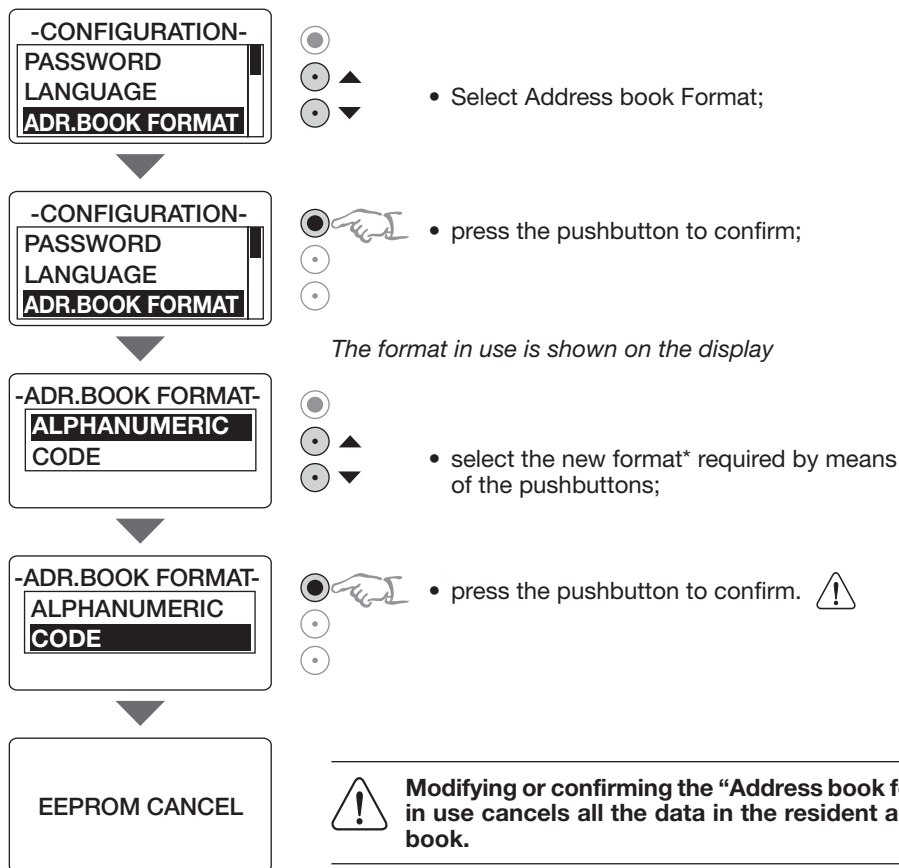 -CONFIGURATION-
PASSWORD
LANGUAGE
ADR.BOOK FORMAT
• Select Address book Format;
-CONFIGURATION-
PASSWORD
LANGUAGE
ADR.BOOK FORMAT
• press the pushbutton to confirm;
The format in use is shown on the display
-ADR.BOOK FORMAT-
ALPHANUMERIC
CODE
• select the new format* required by means
of the pushbuttons;
-ADR.BOOK FORMAT-
ALPHANUMERIC
CODE
• press the pushbutton to confirm.
EEPROM CANCEL
Modifying or confirming the “Address book
in use cancels all the data in the resident
book.